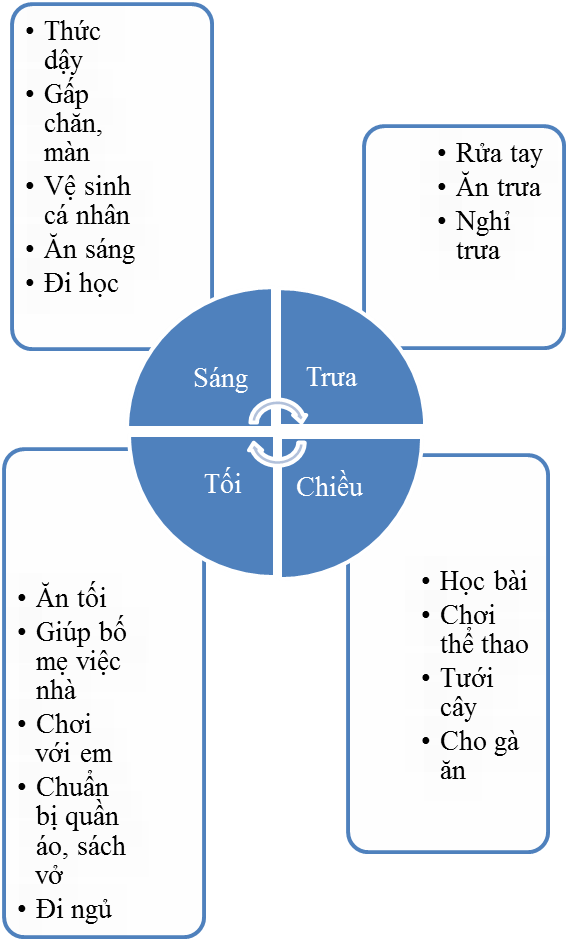 • Thức
dậy
• Gấp
chăn,
màn
• Vệ sinh
cá nhân
• Ăn sáng
• Đi học
• Rửa tay
• Ăn trưa
• Nghỉ
trưa
Sáng
Trưa
Tối
Chiều
• Ăn tối
• Giúp bố
mẹ việc
nhà
• Chơi
với em
• Chuẩn
bị quần
áo, sách
vở
• Đi ngủ
• Học bài
• Chơi
thể thao
• Tưới
cây
• Cho gà
ăn